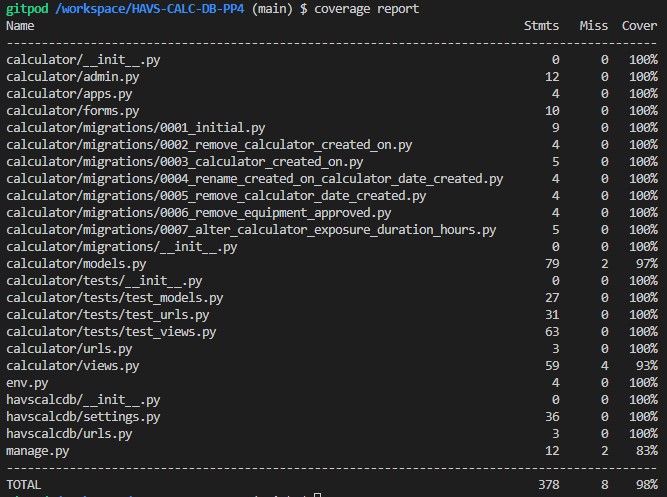 gitpod /workspace/HAVS-CALC-DB-PP4 (main) $ coverage report
Name Stmts Miss Cover
--------------------------------------------------------------------------------
calculator/__init__.py 0 0 100%
calculator/admin.py 12 0 100%
calculator/apps.py 4 0 100%
calculator/forms.py 10 0 100%
calculator/migrations/0001_initial.py 9 0 100%
calculator/migrations/0002_remove_calculator_created_on.py 4 0 100%
calculator/migrations/0003_calculator_created_on.py 5 0 100%
calculator/migrations/0004_rename_created_on_calculator_date_created.py 4 0 100%
calculator/migrations/0005_remove_calculator_date_created.py 4 0 100%
calculator/migrations/0006_remove_equipment_approved.py 4 0 100%
calculator/migrations/0007_alter_calculator_exposure_duration_hours.py 5 0 100%
calculator/migrations/__init__.py 0 0 100%
calculator/models.py 79 2 97%
calculator/tests/__init__.py 0 0 100%
calculator/tests/test_models.py 27 0 100%
calculator/tests/test_urls.py 31 0 100%
calculator/tests/test_views.py 63 0 100%
calculator/urls.py 3 0 100%
calculator/views.py 59 4 93%
env.py 4 0 100%
havscalcdb/__init__.py 0 0 100%
havscalcdb/settings.py 36 0 100%
havscalcdb/urls.py 3 0 100%
manage.py 12 2 83%
--------------------------------------------------------------------------------
TOTAL 378 8 98%